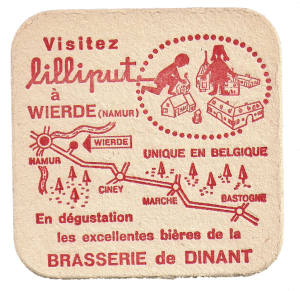 Visitez
lilliput
à
WIERDE (NAMUR)
WIERDE
NAMUR
UNIQUE EN BELGIQUE
CINEY
MARCHE
BASTOGNE
En dégustation
les excellentes bières de la
BRASSERIE de DINANT